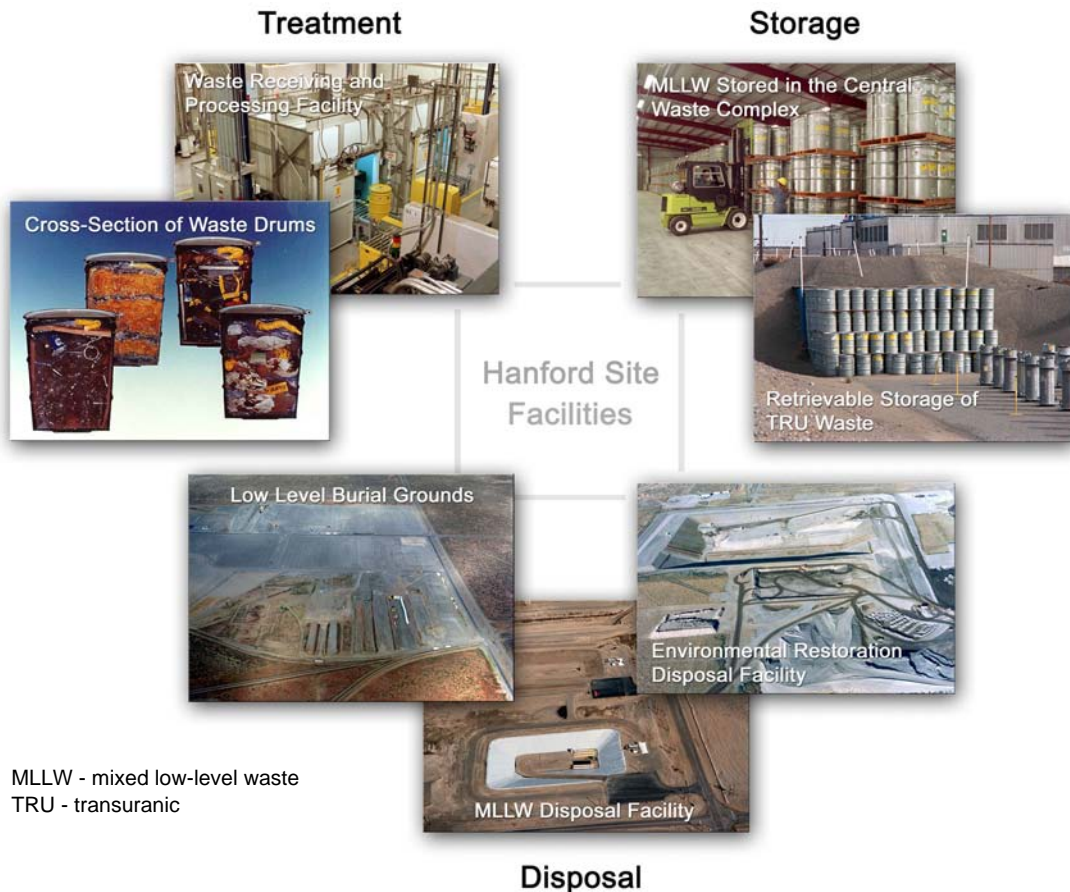 Treatment
Storage
Waste Receiving and
Processing Facility
MLLW Stored in the Central
Waste Complex
Cross-Section of Waste Drums
Retrievable Storage of
TRU Waste
Hanford Site
Facilities
Low Level Burial Grounds
Environmental Restoration
Disposal Facility
MLLW Disposal Facility
MLLW - mixed low-level waste
TRU - transuranic
Disposal